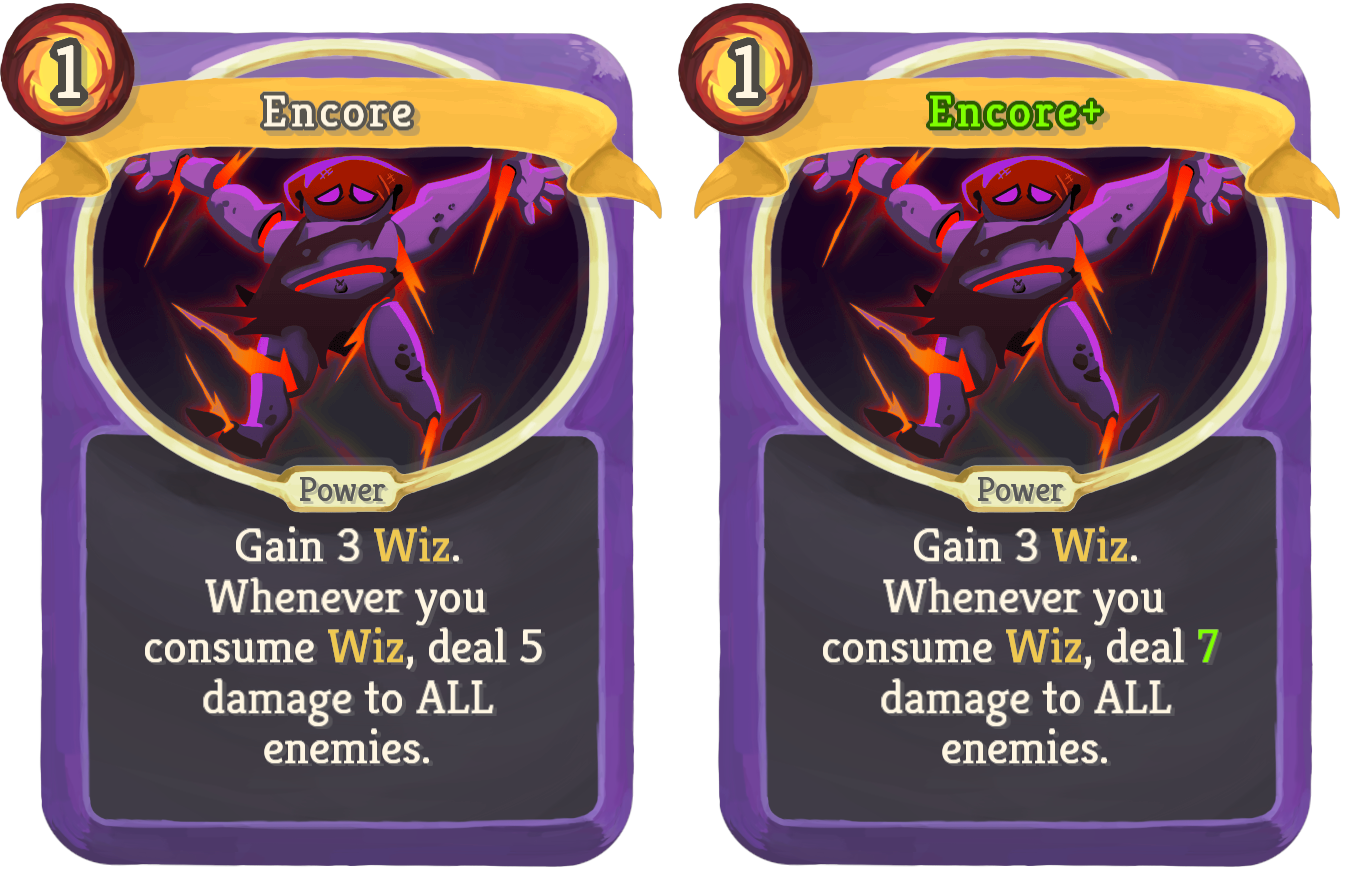 1
Encore
Power
Gain 3 Wiz.
Whenever you
consume Wiz, deal 5
damage to ALL
enemies.
1
Encore+
Power
Gain 3 Wiz.
Whenever you
consume Wiz, deal 7
damage to ALL
enemies.